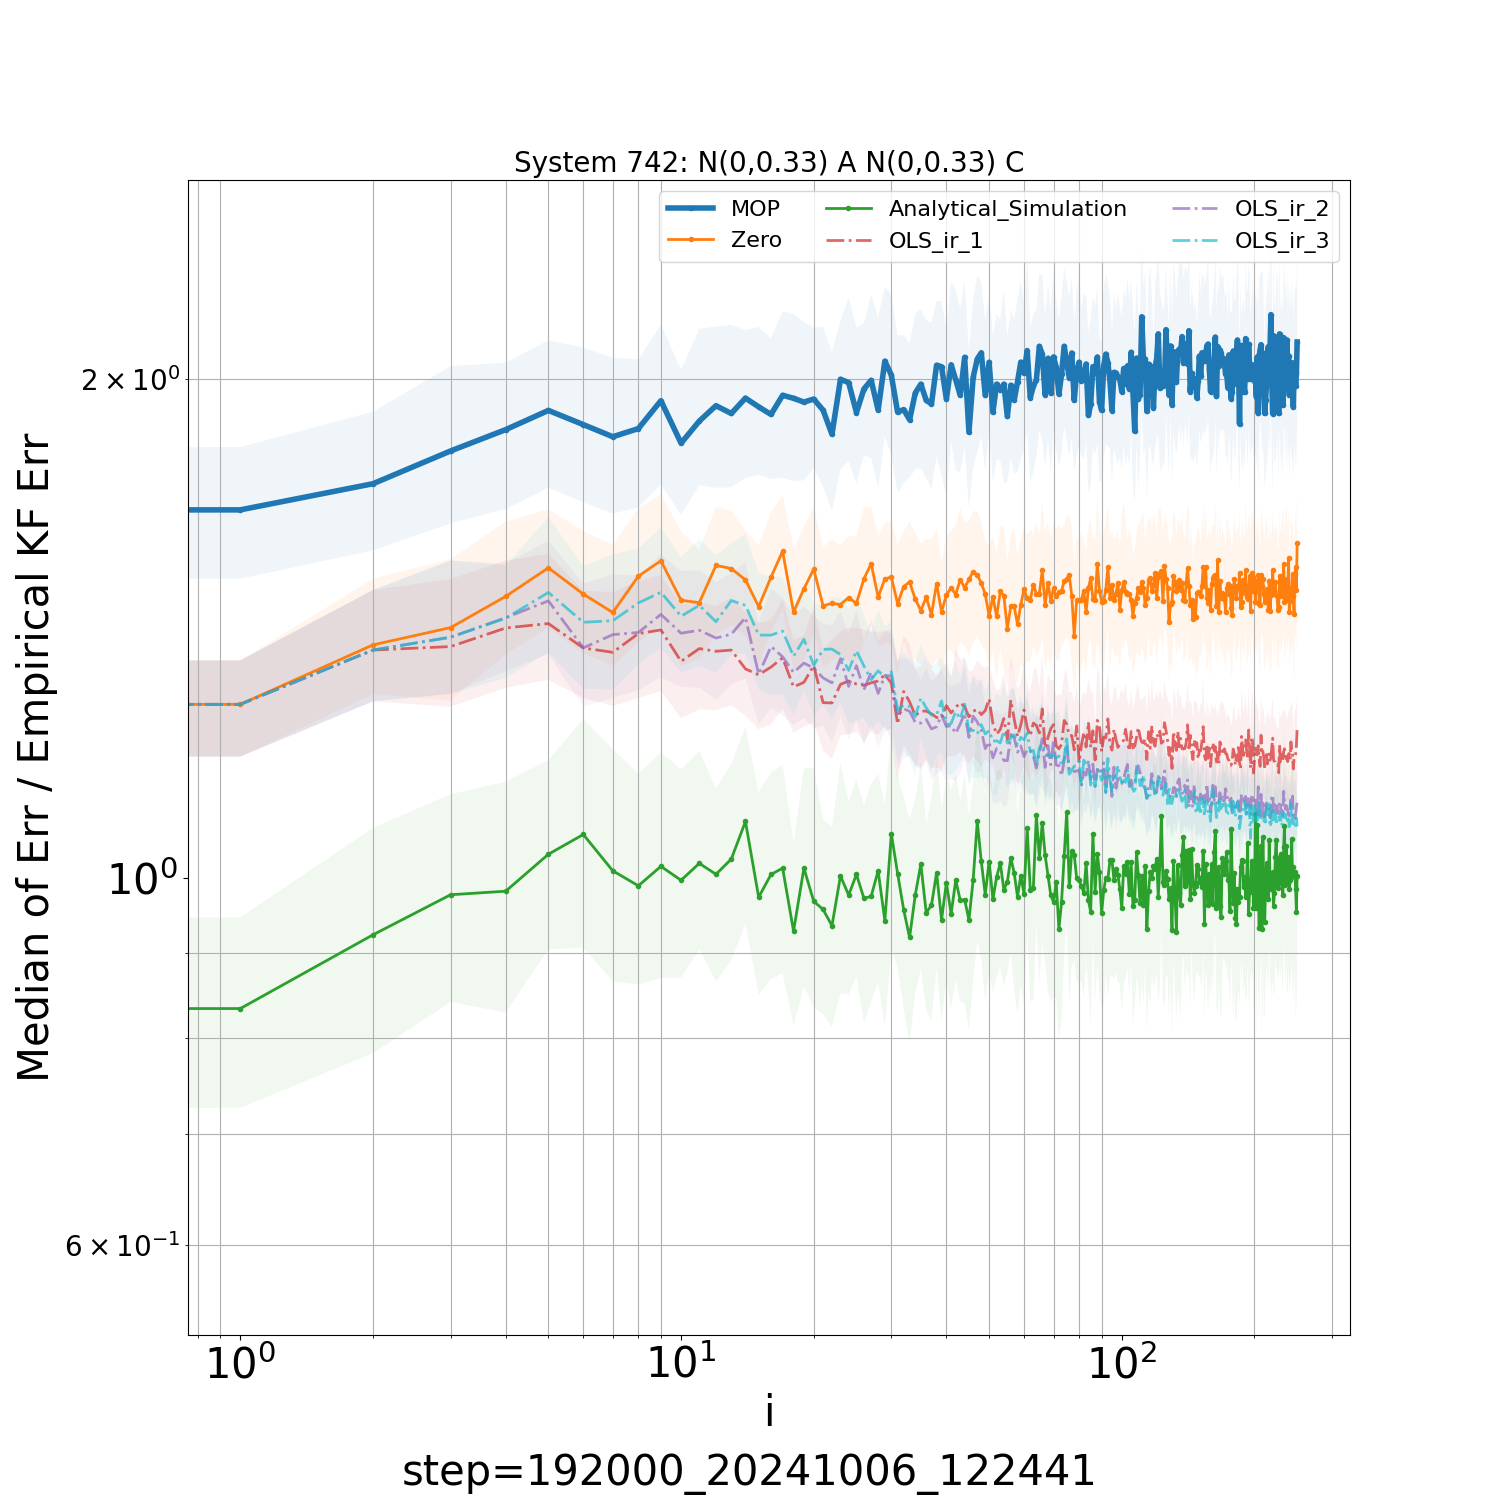 System 742: N(0,0.33) A N(0,0.33) C
MOP
Zero
Analytical_Simulation
OLS_ir_1
OLS_ir_2
OLS_ir_3
Median of Err / Empirical KF Err
2 × 10⁰
10⁰
6 × 10⁻¹
10⁰
10¹
10²
i
step=192000_20241006_122441